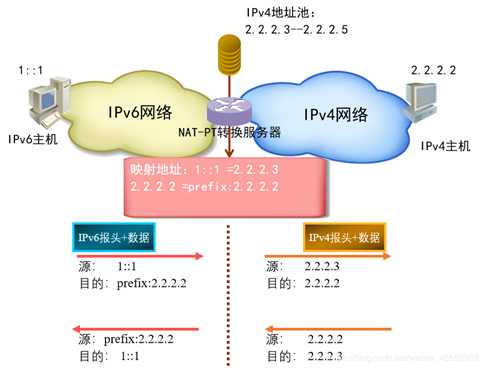 IPv4地址池：
2.2.2.3--2.2.2.5
1::1
2.2.2.2
IPv6网络
IPv4网络
NAT-PT转换服务器
IPv6主机
IPv4主机
映射地址：1::1 =2.2.2.3
2.2.2.2 =prefix:2.2.2.2
IPv6报头+数据
IPv4报头+数据
源： 1::1
目的：prefix:2.2.2.2
源： 2.2.2.3
目的：2.2.2.2
源：prefix:2.2.2.2
目的： 1::1
源： 2.2.2.2
目的： 2.2.2.3